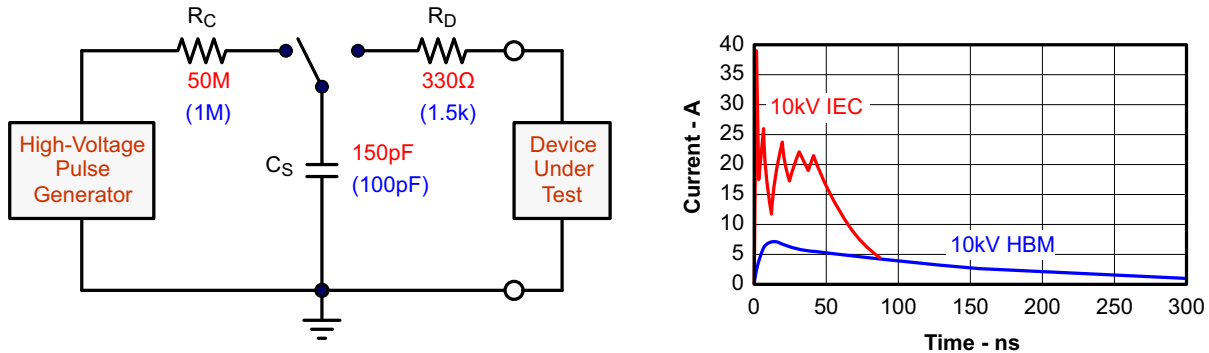 R_C
50M
(1M)
R_D
330Ω
(1.5k)
High-Voltage
Pulse
Generator
C_S
150pF
(100pF)
Device
Under
Test
Current - A
40
35
30
25
20
15
10
5
0
10kV IEC
10kV HBM
0
50
100
150
200
250
300
Time - ns